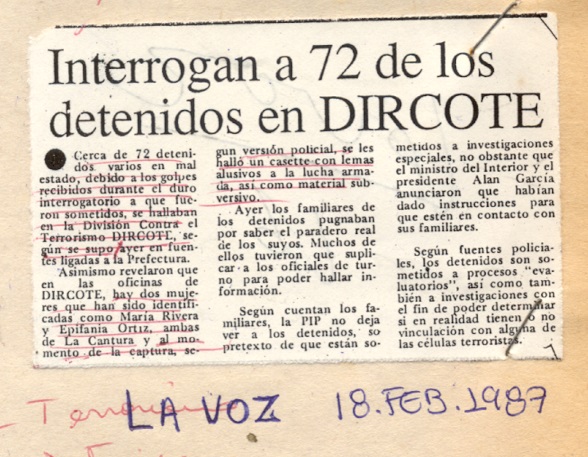 Interrogan a 72 de los
detenidos en DIRCOTE
Cerca de 72 deteni-
dos varios en mal
estado, debido a los golpes
recibidos durante el duro
interrogatorio a que fue-
ron sometidos, se hallaban
en la División Contra el
Terrorismo DIRCOTE, se-
gún se supo ayer en fuen-
tes ligadas a la Prefectura.
Asimismo revelaron que
en las oficinas de
DIRCOTE, hay dos muje-
res que han sido identifi-
cadas como María Rivera
y Epifania Ortiz, ambas
de La Cantura y al mo-
mento de la captura, se-
gun versión policial, se les
halló un casette con lemas
alusivos a la lucha arma-
da, así como material sub-
versivo.
Ayer los familiares de
los detenidos pugnaban
por saber el paradero real
de los suyos. Muchos de
ellos tuvieron que supli-
car a los oficiales de tur-
no para poder hallar in-
formación.
Según cuentan los fa-
miliares, la PIP no deja
ver a los detenidos, so
pretexto de que están so-
metidos a investigaciones
especiales, no obstante que
el ministro del Interior y el
presidente Alan García
anunciaron que habían
dado instrucciones para
que estén en contacto con
sus familiares.
Según fuentes policia-
les, los detenidos son so-
metidos a procesos "eva-
luatorios", así como tam-
bién a investigaciones con
el fin de poder determinar
si en realidad tienen o no
vinculación con alguna de
las células terroristas.
LA VOZ 18.FEB.1987